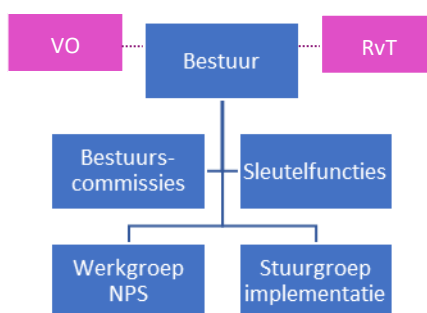 VO
Bestuur
RvT
Bestuurs-
commissies
Sleutelfuncties
Werkgroep
NPS
Stuurgroep
implementatie